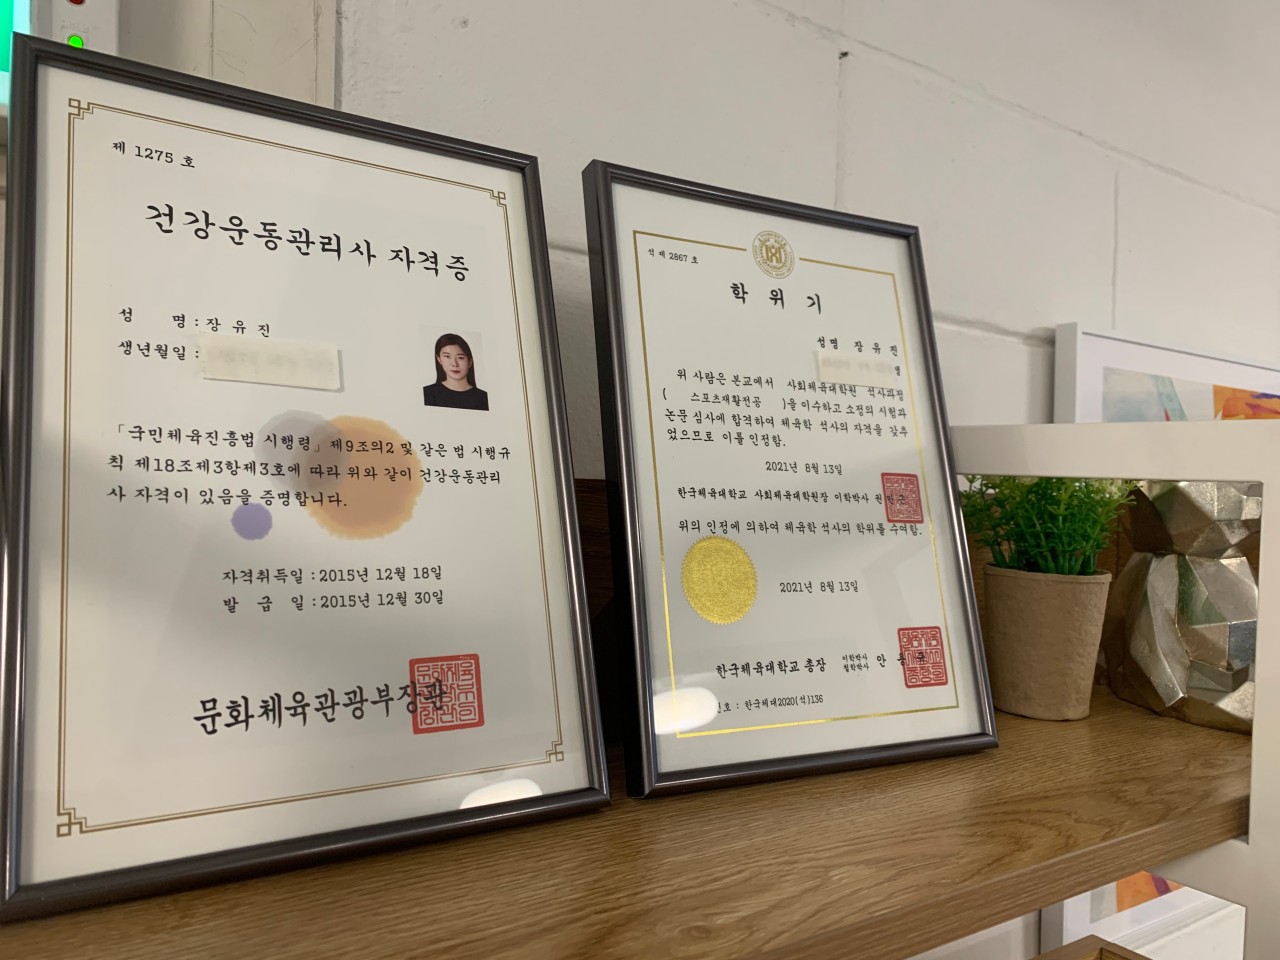 제 1275 호
건강운동관리사 자격증
성 명 : 장 유 진
생년월일 :
「국민체육진흥법 시행령」 제9조의2 및 같은 법 시행규
칙 제18조제3항제3호에 따라 위와 같이 건강운동관리
사 자격이 있음을 증명합니다.
자격취득일 : 2015년 12월 18일
발 급 일 : 2015년 12월 30일
문화체육관광부장관
석 제 2867 호
학 위 기
성명 장 유 진
생
위 사람은 본교에서 사회체육대학원 석사과정
( 스포츠재활전공 )을 이수하고 소정의 시험과
논문 심사에 합격하여 체육학 석사의 자격을 갖추
었으므로 이를 인정함.
2021년 8월 13일
한국체육대학교 사회체육대학원장 이학박사 원
위의 인정에 의하여 체육학 석사의 학위를 수여함.
2021년 8월 13일
한국체육대학교 총장 이학박사 철학박사 안 용 규
번호 : 한국체대2020(석)136